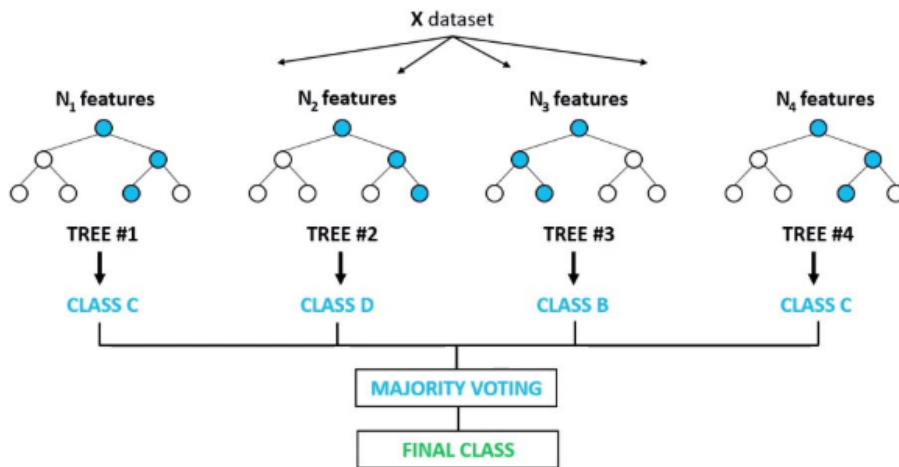 X dataset
N₁ features N₂ features N₃ features N₄ features
TREE #1 TREE #2 TREE #3 TREE #4
CLASS C CLASS D CLASS B CLASS C
MAJORITY VOTING
FINAL CLASS